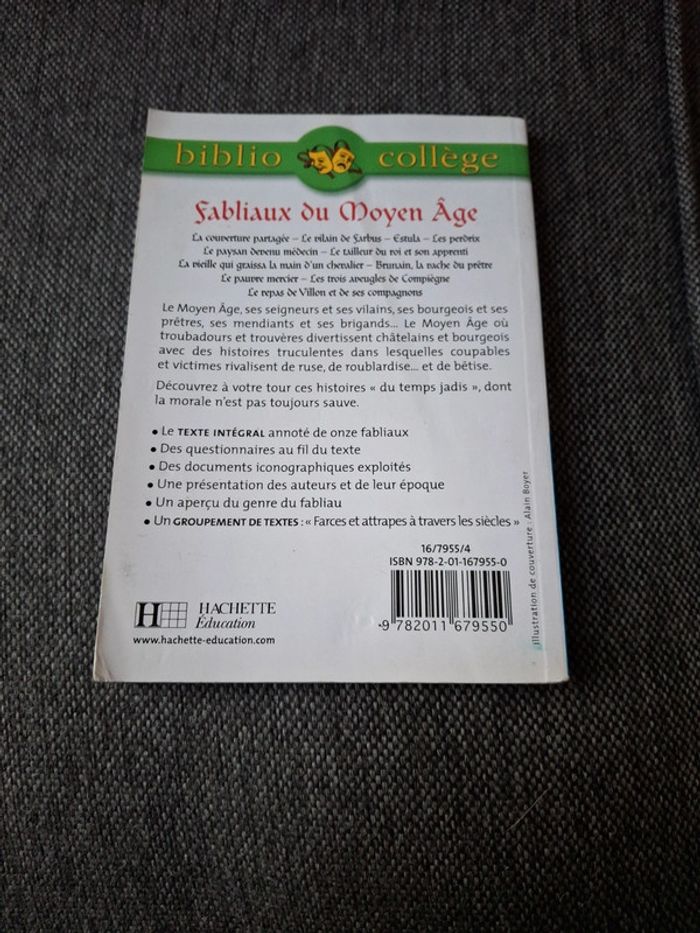 biblio collège
Fabliaux du Moyen Âge
La couverture partagée – Le vilain de Farbus – Estula – Les perdrix
Le paysan devenu médecin – Le tailleur du roi et son apprenti
La vieille qui graissa la main d'un chevalier – Brunain, la vache du prêtre
Le pauvre mercier – Les trois aveugles de Compiègne
Le repas de Villon et de ses compagnons
Le Moyen Âge, ses seigneurs et ses vilains, ses bourgeois et ses
prêtres, ses mendiants et ses brigands... Le Moyen Âge où
troubadours et trouvères divertissent châtelains et bourgeois
avec des histoires truculentes dans lesquelles coupables
et victimes rivalisent de ruse, de roublardise... et de bêtise.
Découvrez à votre tour ces histoires « du temps jadis », dont
la morale n'est pas toujours sauve.
• Le TEXTE INTÉGRAL annoté de onze fabliaux
• Des questionnaires au fil du texte
• Des documents iconographiques exploités
• Une présentation des auteurs et de leur époque
• Un aperçu du genre du fabliau
• Un GROUPEMENT DE TEXTES : « Farces et attrapes à travers les siècles »
16/7955/4
ISBN 978-2-01-167955-0
9 782011 679550
H HACHETTE
Éducation
www.hachette-education.com
Illustration de couverture : Alain Boyer